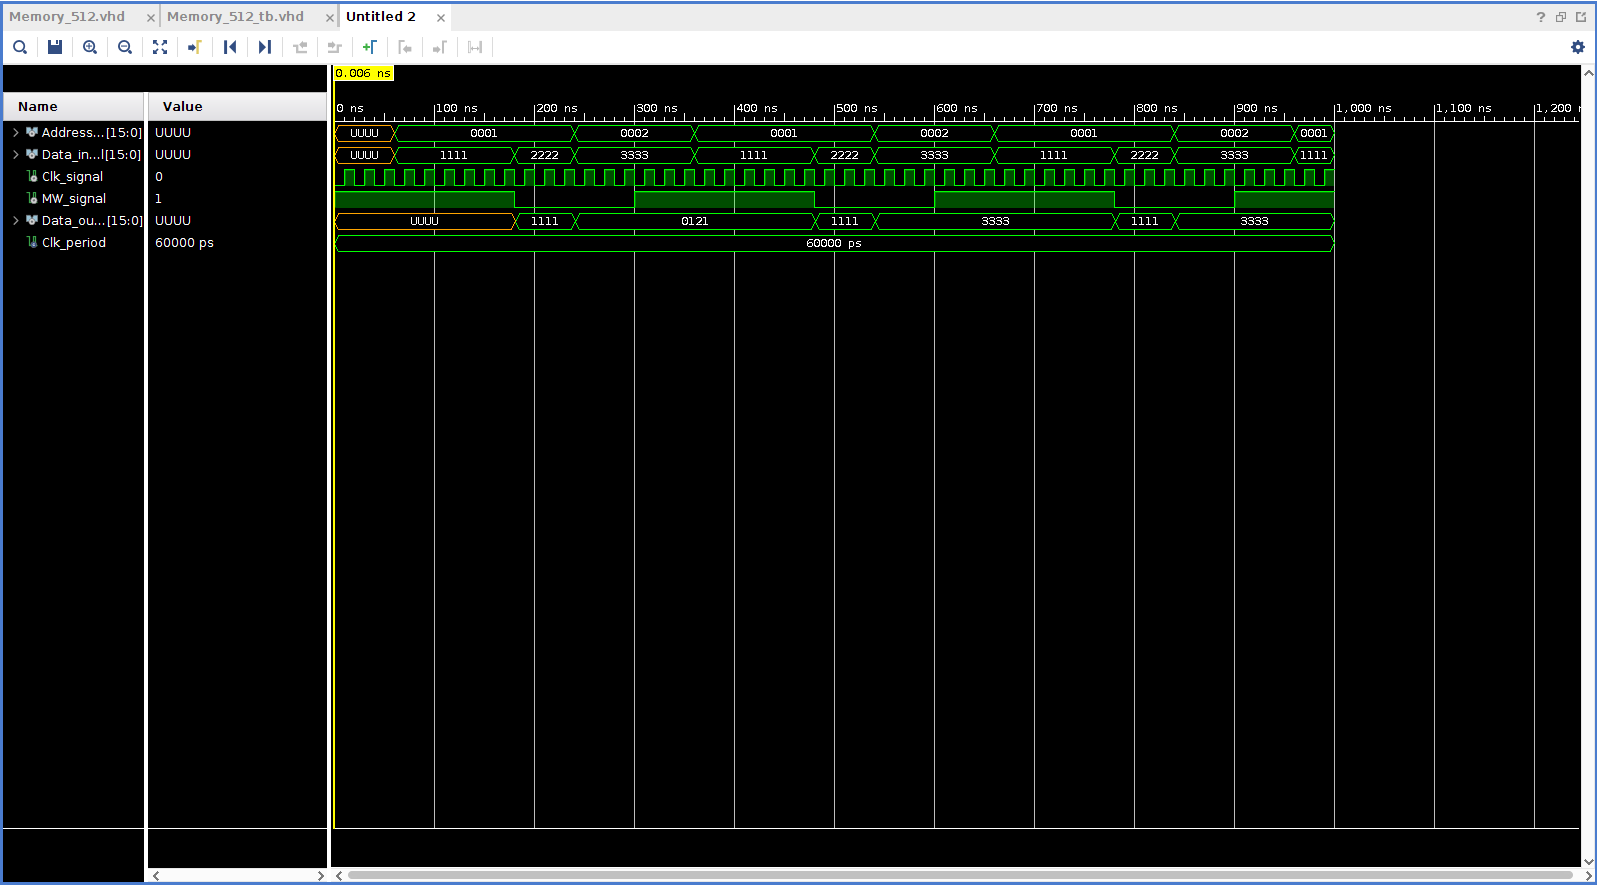 Memory_512.vhd × Memory_512_tb.vhd × Untitled 2 ×
?
0.006 ns
Name Value
0 ns 100 ns 200 ns 300 ns 400 ns 500 ns 600 ns 700 ns 800 ns 900 ns 1,000 ns 1,100 ns 1,200 n
Address...[15:0] UUUU UUUU 0001 0002 0001 0002 0001 0002 0001
Data_in...l[15:0] UUUU UUUU 1111 2222 3333 1111 2222 3333 1111 2222 3333 1111
Clk_signal 0
MW_signal 1
Data_ou...[15:0] UUUU UUUU 1111 0121 1111 3333 1111 3333
Clk_period 60000 ps 60000 ps